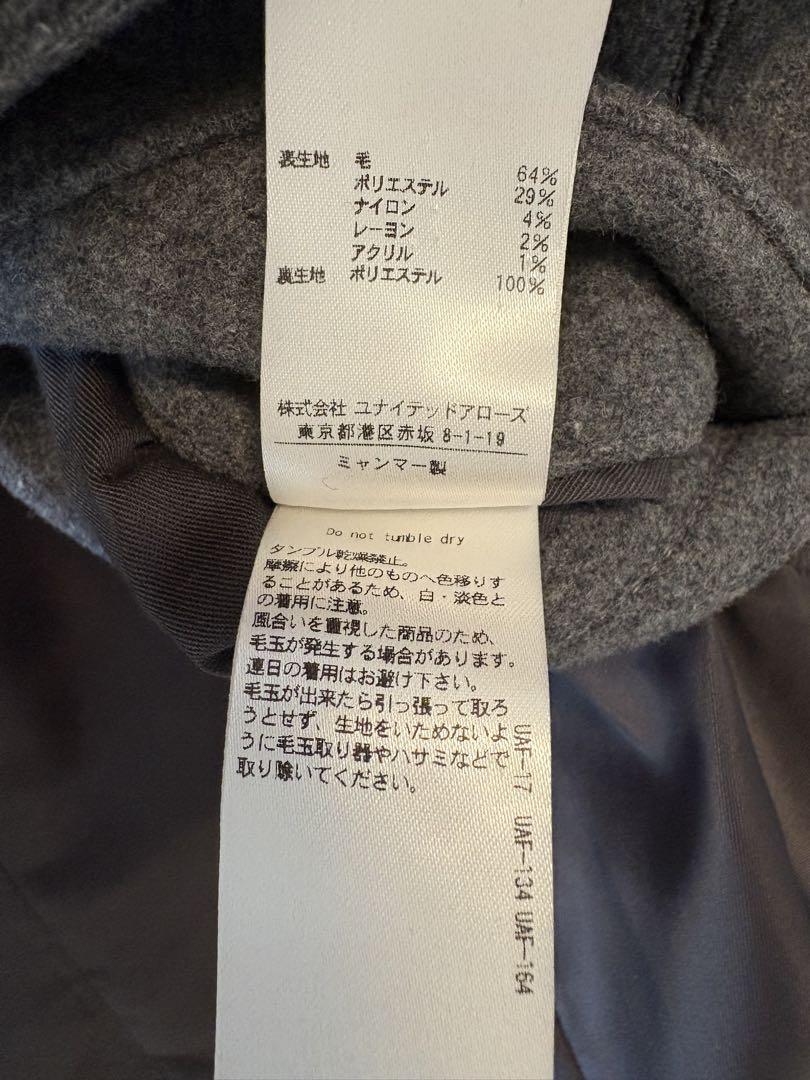 表生地 毛 64%
ポリエステル 29%
ナイロン 4%
レーヨン 2%
アクリル 1%
裏生地 ポリエステル 100%
株式会社 ユナイテッドアローズ
東京都港区赤坂 8-1-19
ミャンマー製
Do not tumble dry
タンブル乾燥禁止。
摩擦により他のものへ色移りす
ることがあるため、白・淡色と
の着用に注意。
風合いを重視した商品のため、
毛玉が発生する場合があります。
連日の着用はお避け下さい。
毛玉が出来たら引っ張って取ろ
うとせず、生地をいためないよ
うに毛玉取り器やハサミなどで
取り除いてください。
UAF-17 UAF-134 UAF-164